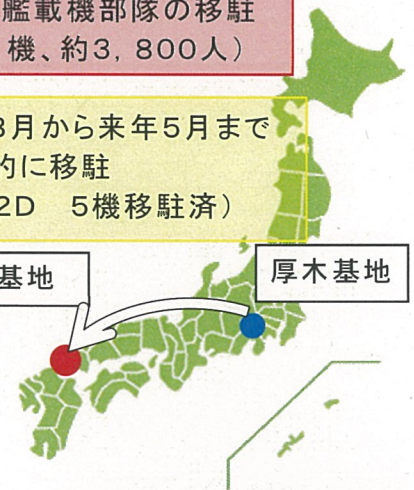 艦載機部隊の移駐
機、約3,800人）
月から来年5月まで
的に移駐
2D　5機移駐済）
基地
厚木基地